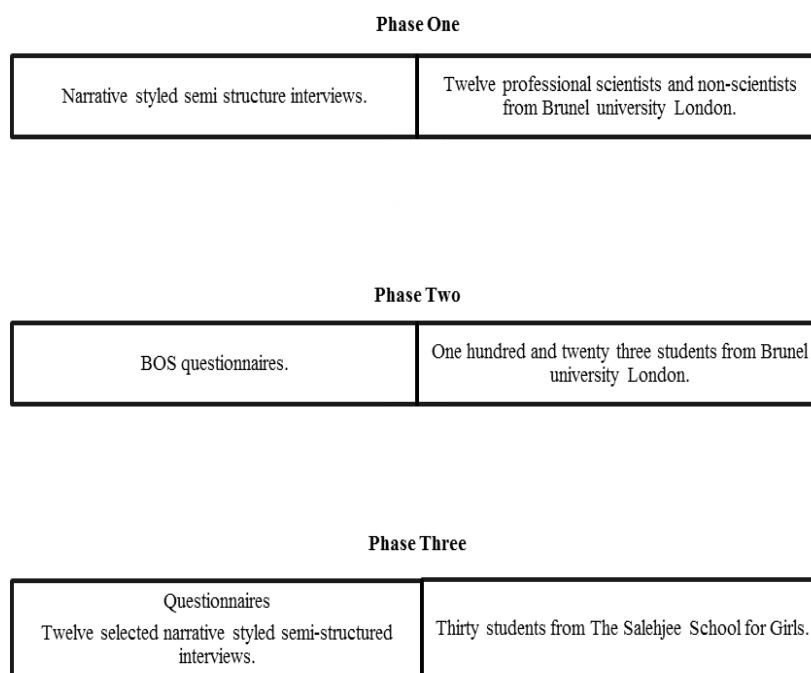 Phase One
Narrative styled semi structure interviews.
Twelve professional scientists and non-scientists
from Brunel university London.
Phase Two
BOS questionnaires.
One hundred and twenty three students from Brunel
university London.
Phase Three
Questionnaires
Twelve selected narrative styled semi-structured
interviews.
Thirty students from The Salehjee School for Girls.